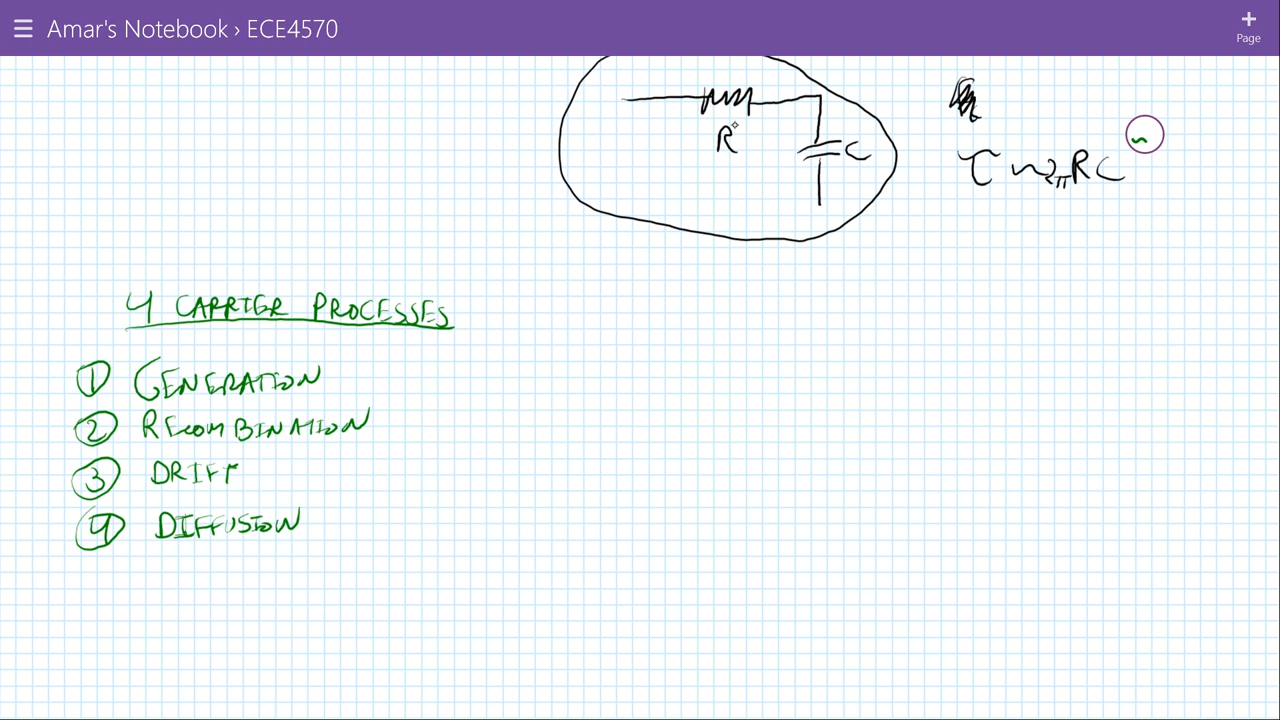 Amar's Notebook › ECE4570
Page
R
C
τ ~ 2πRC
~
4 CARRIER PROCESSES
① GENERATION
② RECOMBINATION
③ DRIFT
④ DIFFUSION